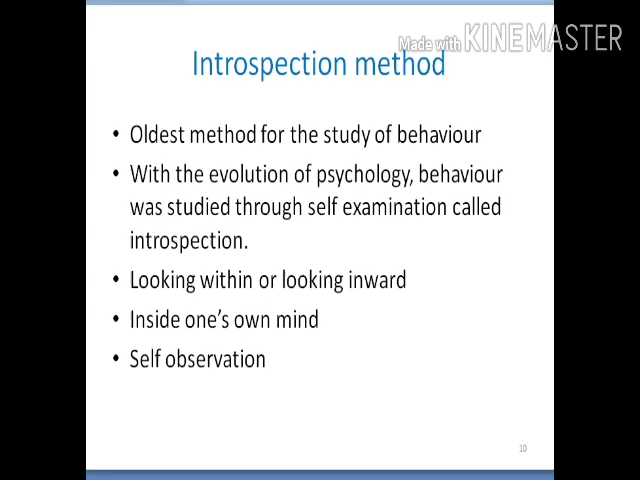 Made with KINEMASTER
Introspection method
• Oldest method for the study of behaviour
• With the evolution of psychology, behaviour
was studied through self examination called
introspection.
• Looking within or looking inward
• Inside one's own mind
• Self observation
10